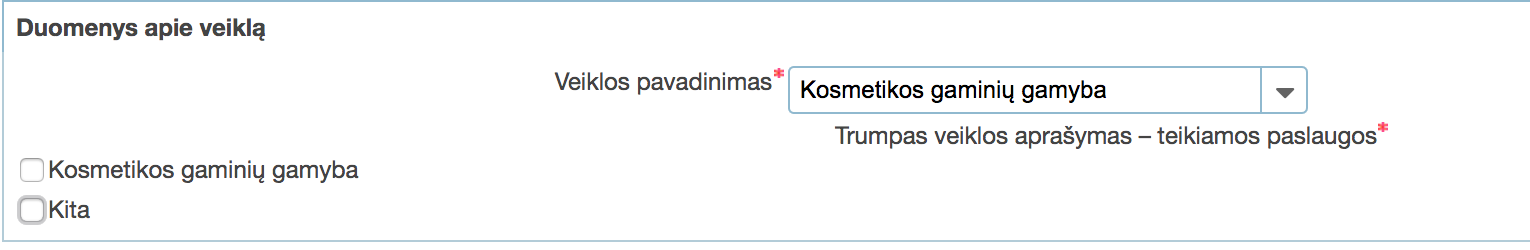 Duomenys apie veiklą
Veiklos pavadinimas*
Kosmetikos gaminių gamyba
Trumpas veiklos aprašymas – teikiamos paslaugos*
Kosmetikos gaminių gamyba
Kita